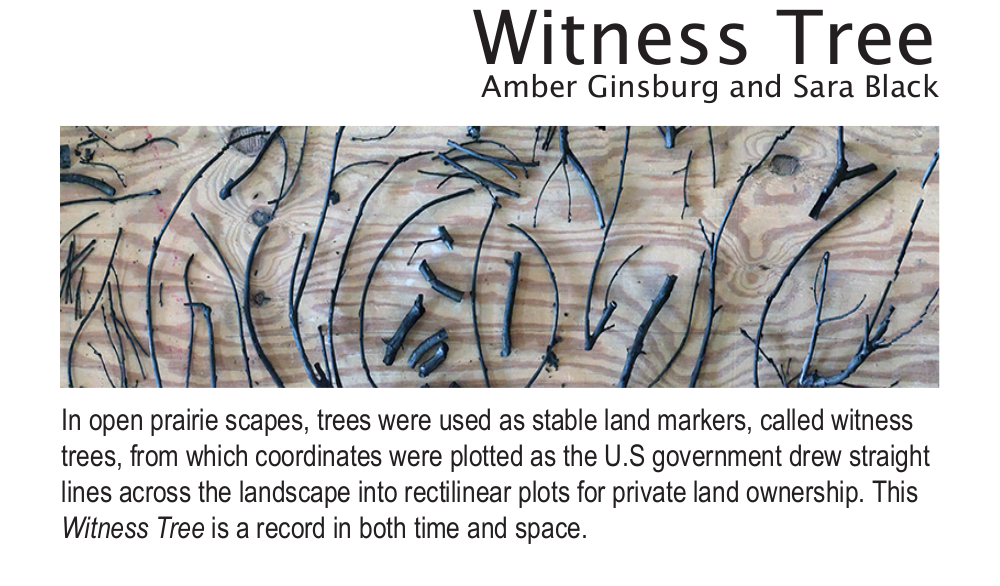 Witness Tree
Amber Ginsburg and Sara Black
In open prairie scapes, trees were used as stable land markers, called witness
trees, from which coordinates were plotted as the U.S government drew straight
lines across the landscape into rectilinear plots for private land ownership. This
Witness Tree is a record in both time and space.